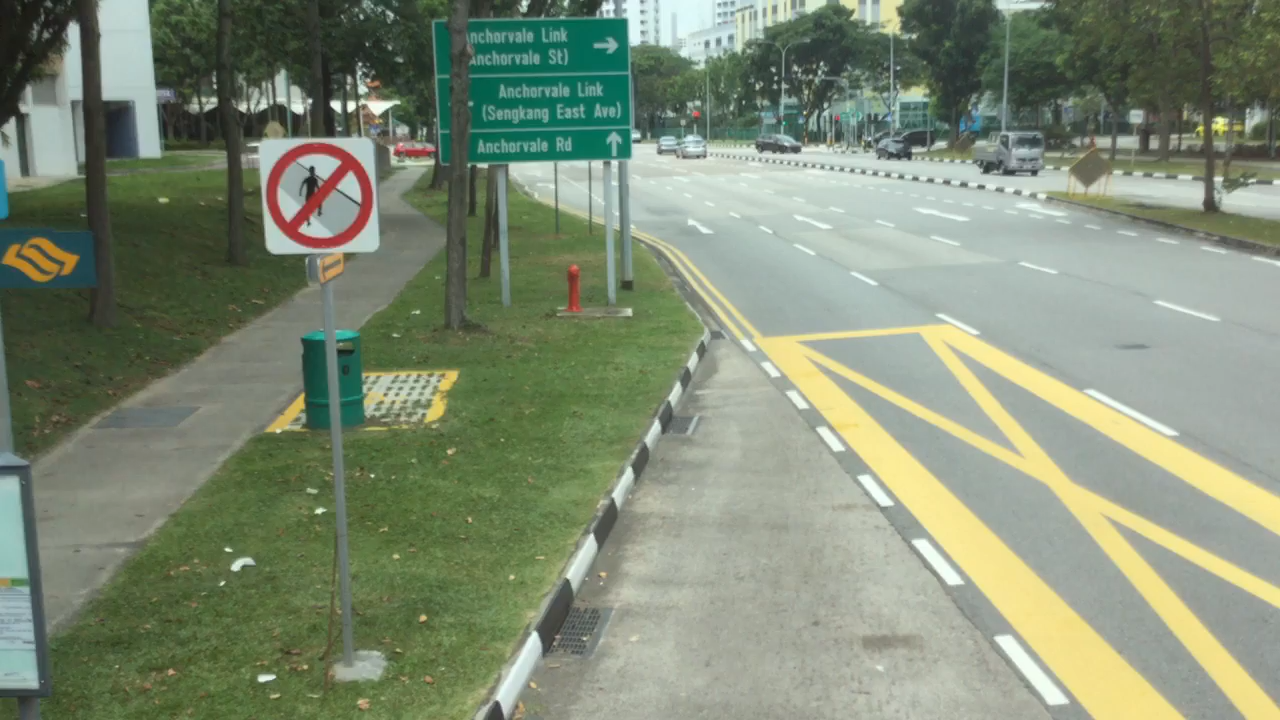 Anchorvale Link
Anchorvale St)
Anchorvale Link
(Sengkang East Ave)
Anchorvale Rd